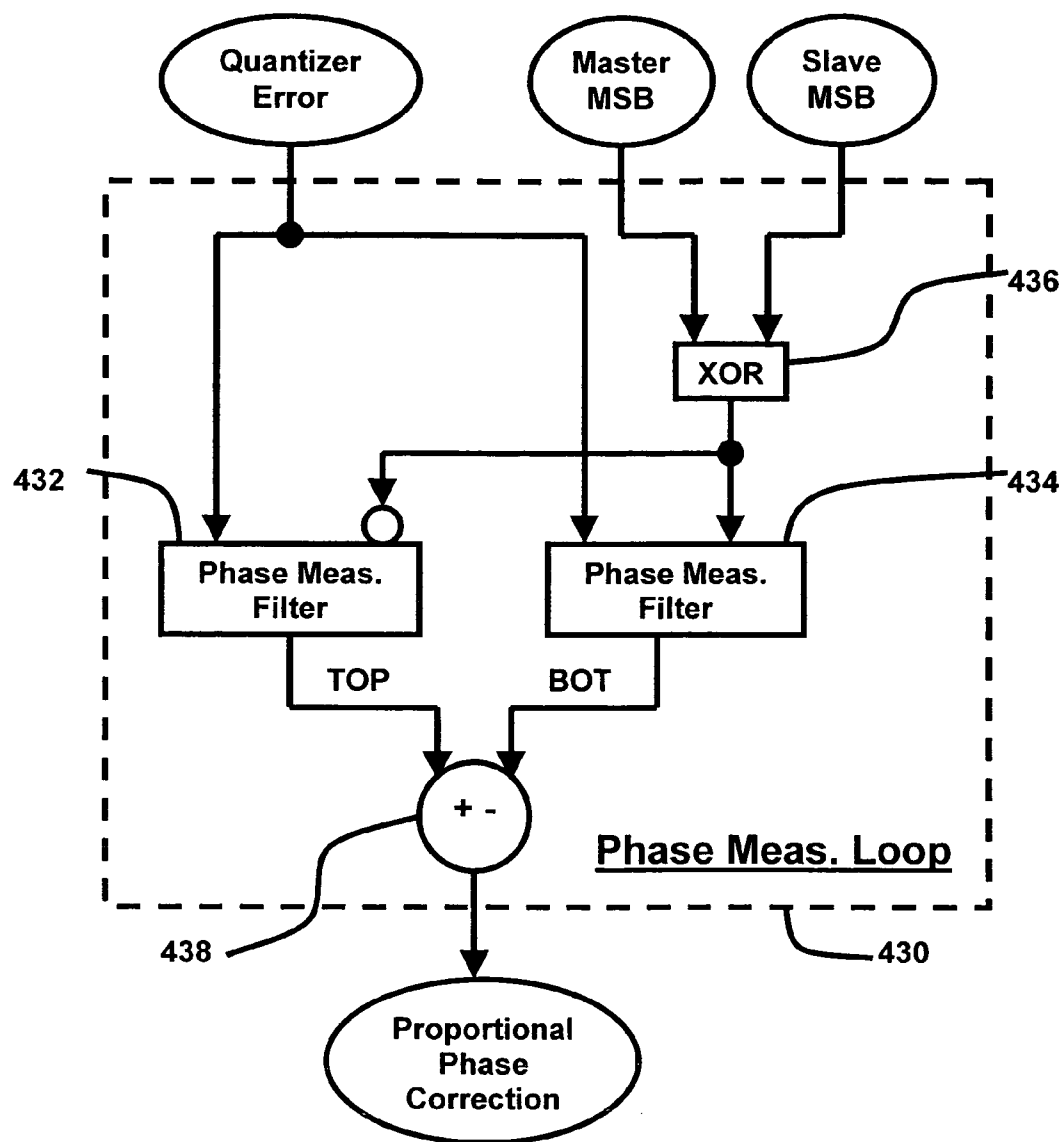 Quantizer
Error
Master
MSB
Slave
MSB
436
XOR
432
434
Phase Meas.
Filter
Phase Meas.
Filter
TOP
BOT
+ -
Phase Meas. Loop
438
430
Proportional
Phase
Correction